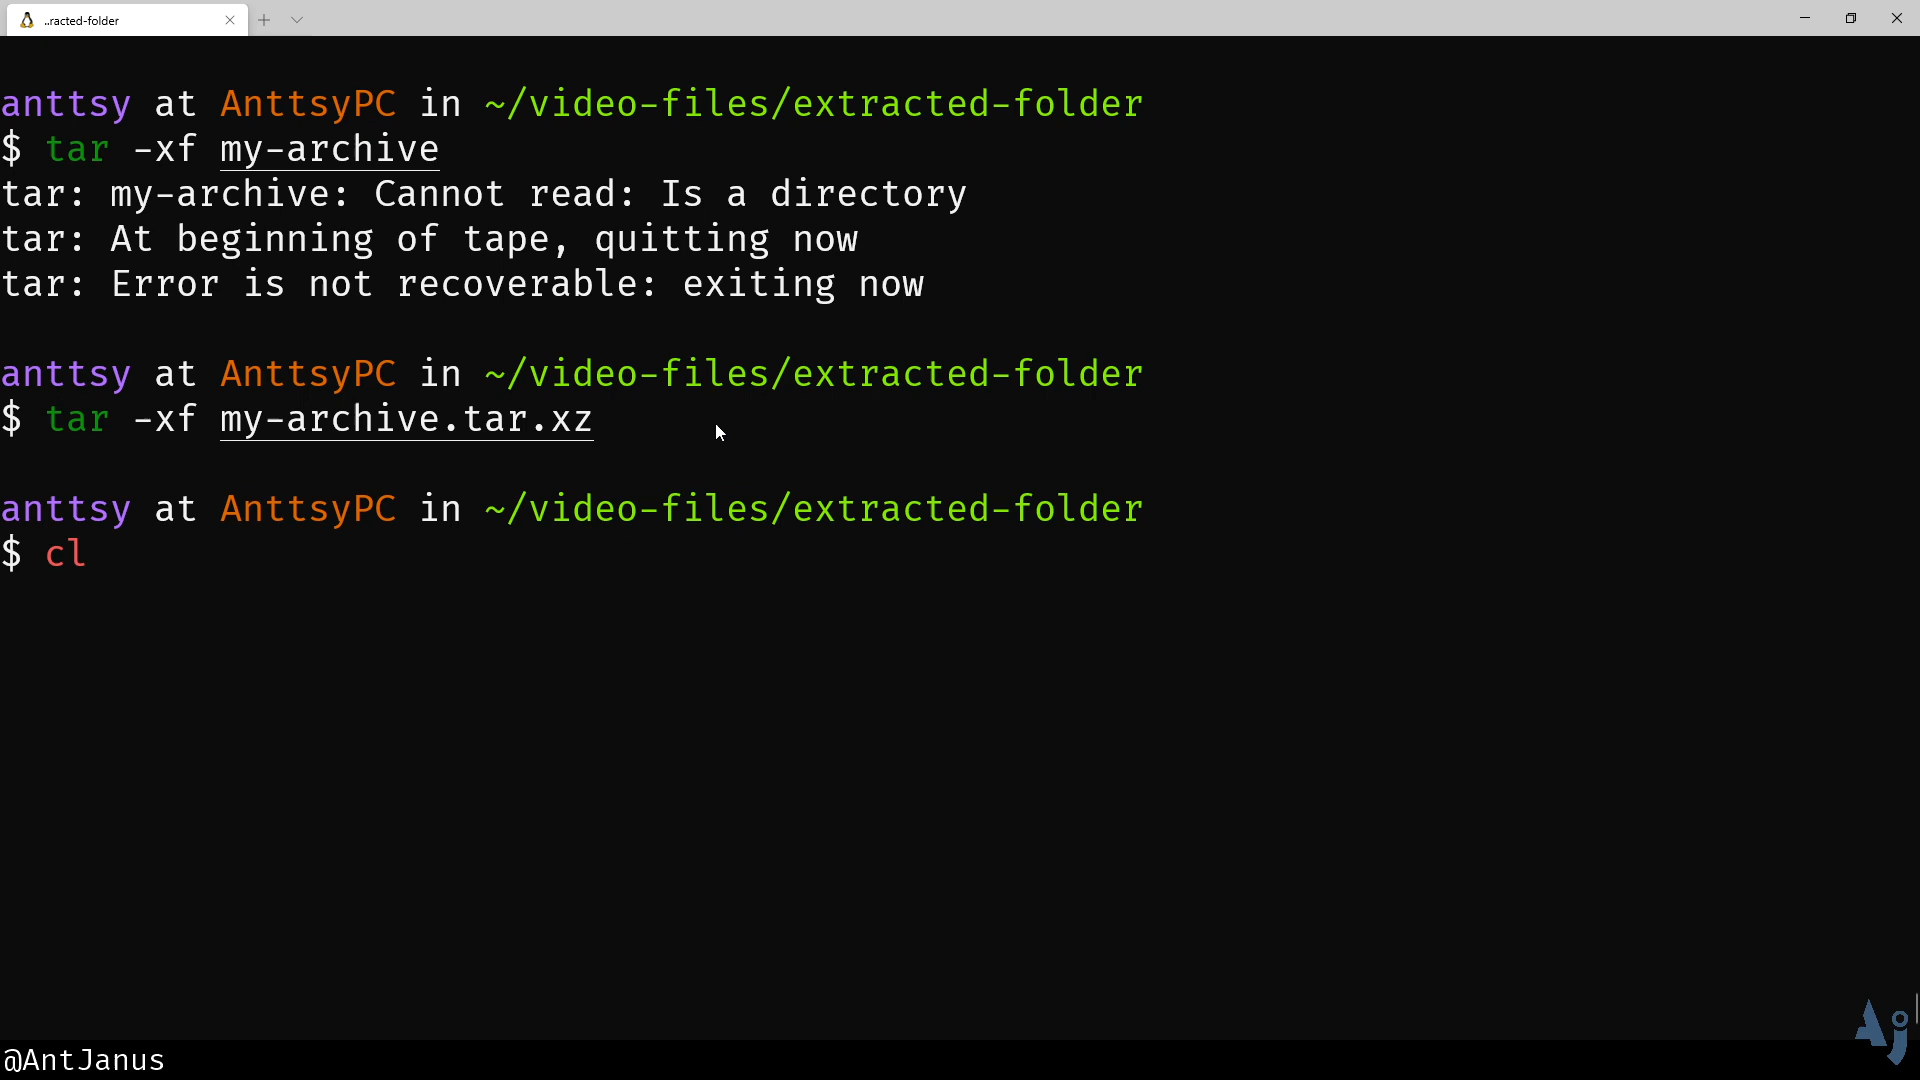 ..racted-folder
anttsy at AnttsyPC in ~/video-files/extracted-folder
$ tar -xf my-archive
tar: my-archive: Cannot read: Is a directory
tar: At beginning of tape, quitting now
tar: Error is not recoverable: exiting now
anttsy at AnttsyPC in ~/video-files/extracted-folder
$ tar -xf my-archive.tar.xz
anttsy at AnttsyPC in ~/video-files/extracted-folder
$ cl
Aj
@AntJanus